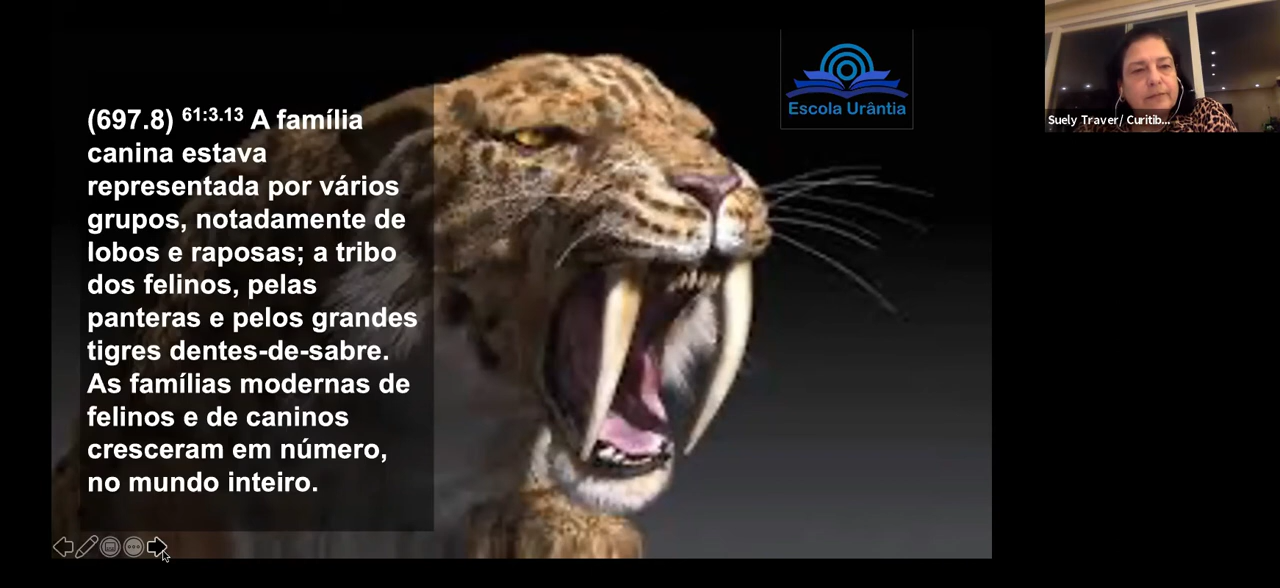 (697.8) 61:3.13 A família
canina estava
representada por vários
grupos, notadamente de
lobos e raposas; a tribo
dos felinos, pelas
panteras e pelos grandes
tigres dentes-de-sabre.
As famílias modernas de
felinos e de caninos
cresceram em número,
no mundo inteiro.
Escola Urântia
Suely Traver/ Curitib...